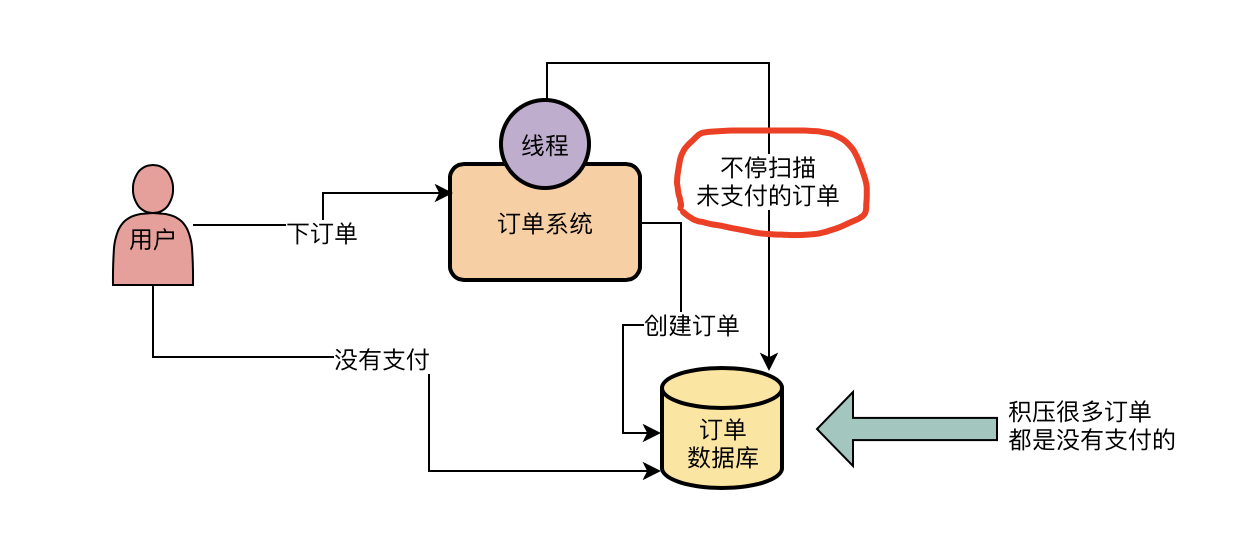 线程
不停扫描
未支付的订单
订单系统
用户
下订单
创建订单
没有支付
积压很多订单
都是没有支付的
订单
数据库